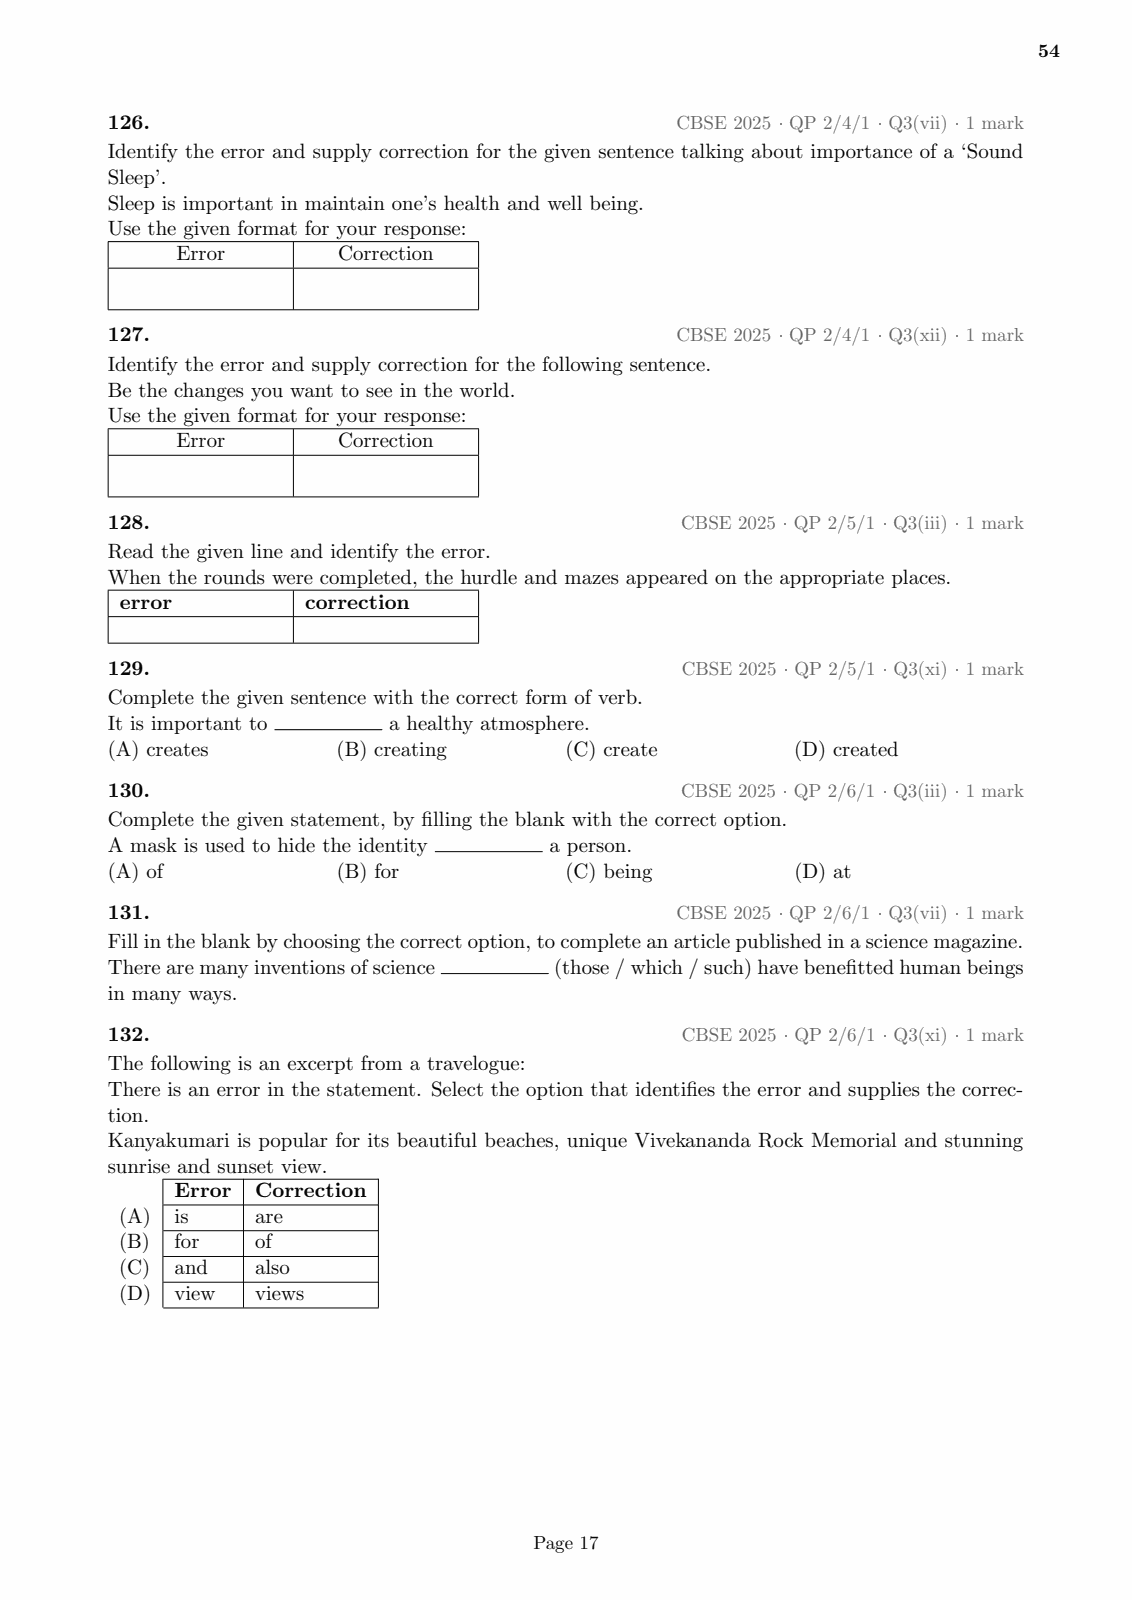 54
126. CBSE 2025 · QP 2/4/1 · Q3(vii) · 1 mark
Identify the error and supply correction for the given sentence talking about importance of a ‘Sound
Sleep’.
Sleep is important in maintain one’s health and well being.
Use the given format for your response:
Error Correction
127. CBSE 2025 · QP 2/4/1 · Q3(xii) · 1 mark
Identify the error and supply correction for the following sentence.
Be the changes you want to see in the world.
Use the given format for your response:
Error Correction
128. CBSE 2025 · QP 2/5/1 · Q3(iii) · 1 mark
Read the given line and identify the error.
When the rounds were completed, the hurdle and mazes appeared on the appropriate places.
error correction
129. CBSE 2025 · QP 2/5/1 · Q3(xi) · 1 mark
Complete the given sentence with the correct form of verb.
It is important to __________ a healthy atmosphere.
(A) creates (B) creating (C) create (D) created
130. CBSE 2025 · QP 2/6/1 · Q3(iii) · 1 mark
Complete the given statement, by filling the blank with the correct option.
A mask is used to hide the identity __________ a person.
(A) of (B) for (C) being (D) at
131. CBSE 2025 · QP 2/6/1 · Q3(vii) · 1 mark
Fill in the blank by choosing the correct option, to complete an article published in a science magazine.
There are many inventions of science __________ (those / which / such) have benefitted human beings
in many ways.
132. CBSE 2025 · QP 2/6/1 · Q3(xi) · 1 mark
The following is an excerpt from a travelogue:
There is an error in the statement. Select the option that identifies the error and supplies the correc-
tion.
Kanyakumari is popular for its beautiful beaches, unique Vivekananda Rock Memorial and stunning
sunrise and sunset view.
Error Correction
(A) is are
(B) for of
(C) and also
(D) view views
Page 17